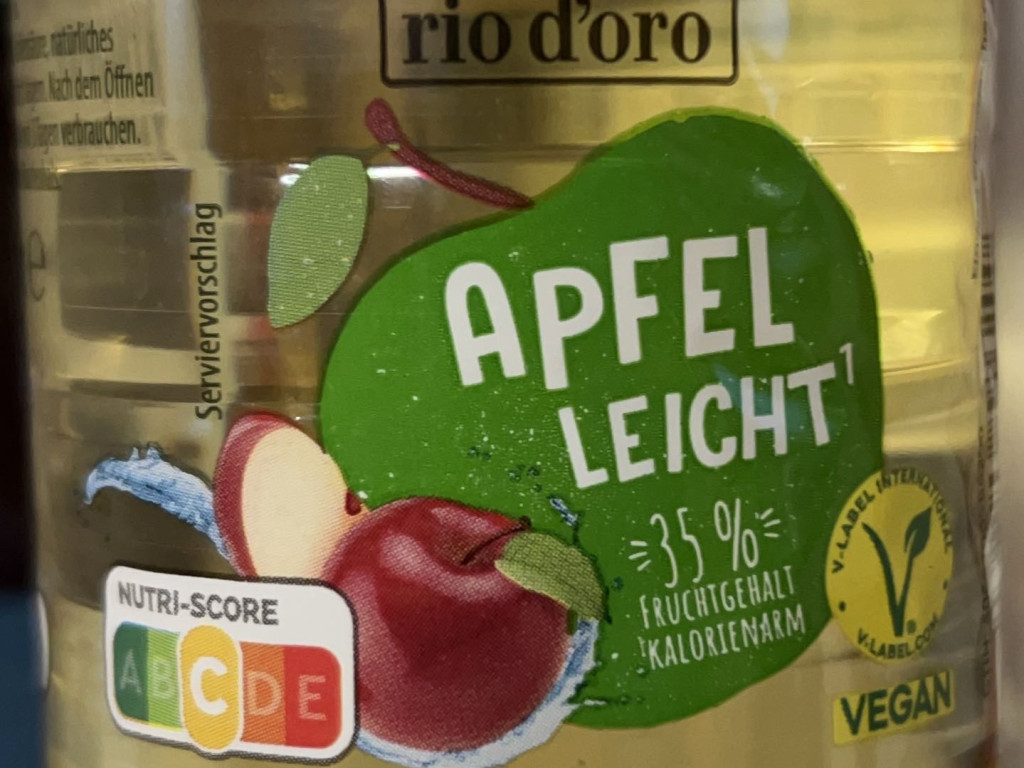 rio d'oro
natürliches
Nach dem Öffnen
verbrauchen.
Serviervorschlag
APFEL
LEICHT¹
35 %
FRUCHTGEHALT
¹KALORIENARM
NUTRI-SCORE
A B C D E
V-LABEL INTERNATIONAL
V
V-LABEL.COM
VEGAN